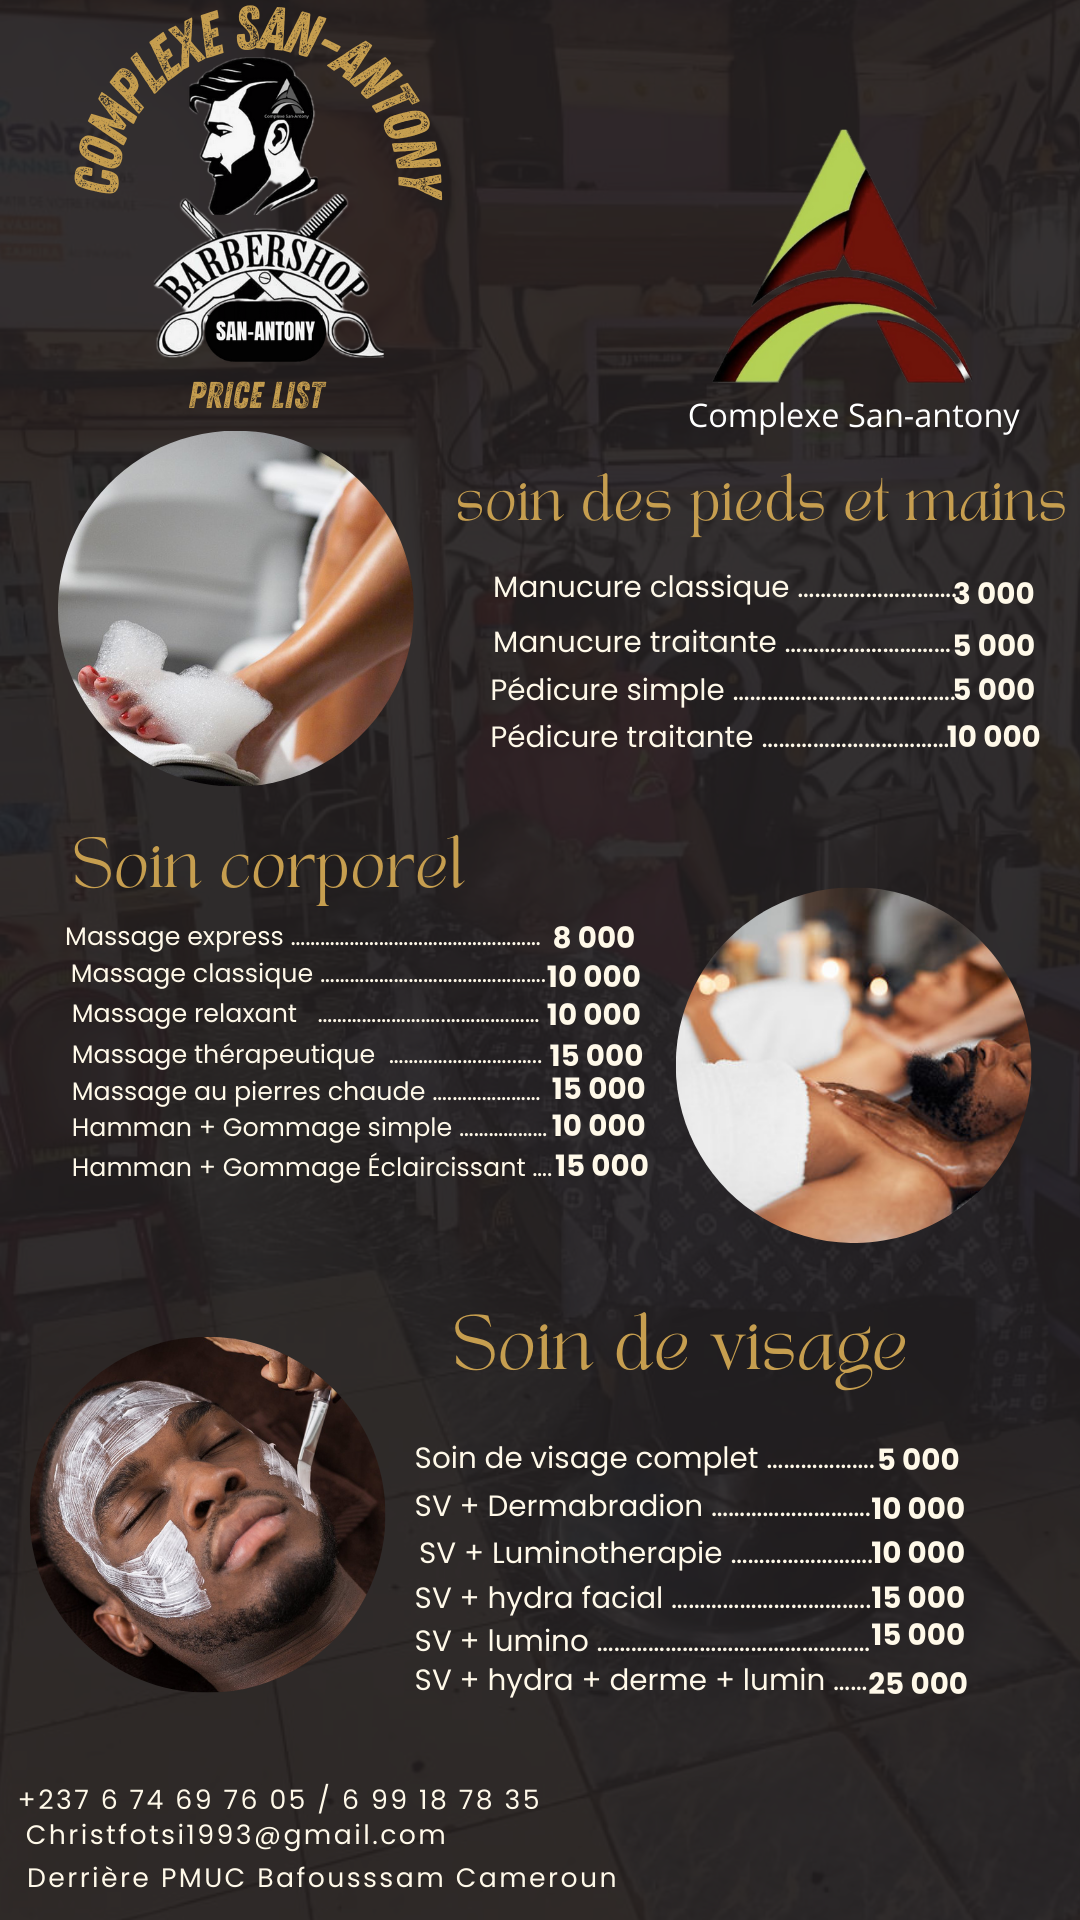 COMPLEXE SAN-ANTONY
Complexe San-Antony
BARBERSHOP
SAN-ANTONY
PRICE LIST
Complexe San-antony
soin des pieds et mains
Manucure classique ............................3 000
Manucure traitante .............................5 000
Pédicure simple .......................................5 000
Pédicure traitante .................................10 000
Soin corporel
Massage express ................................................ 8 000
Massage classique ...........................................10 000
Massage relaxant .......................................... 10 000
Massage thérapeutique ............................. 15 000
Massage au pierres chaude ..................... 15 000
Hamman + Gommage simple ................. 10 000
Hamman + Gommage Éclaircissant ....15 000
Soin de visage
Soin de visage complet ...................5 000
SV + Dermabradion ............................10 000
SV + Luminotherapie .........................10 000
SV + hydra facial ...................................15 000
SV + lumino ................................................15 000
SV + hydra + derme + lumin ......25 000
+237 6 74 69 76 05 / 6 99 18 78 35
Christfotsi1993@gmail.com
Derrière PMUC Bafousssam Cameroun